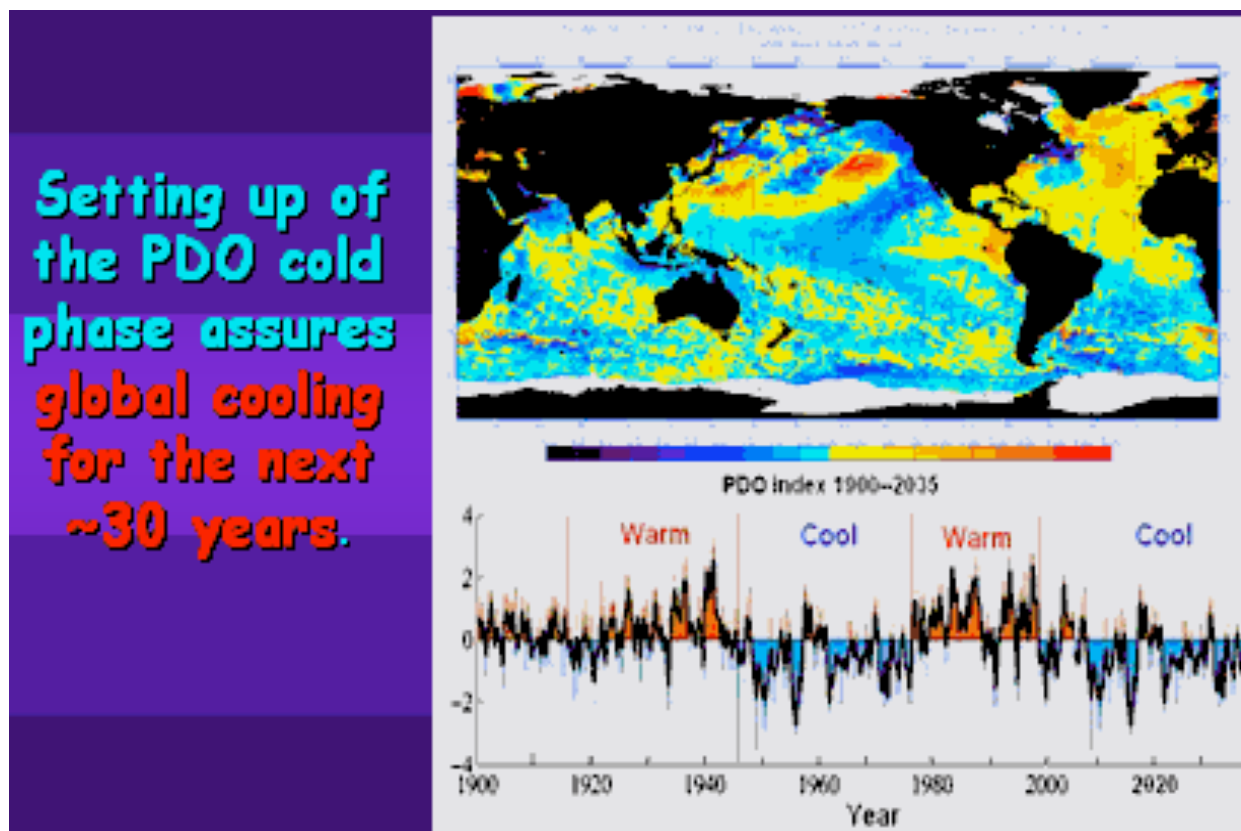 Setting up of
the PDO cold
phase assures
global cooling
for the next
~30 years.
PDO index 1900--2035
4
Warm
Cool
Warm
Cool
2
0
-2
-4
1900
1920
1940
1960
1980
2000
2020
Year